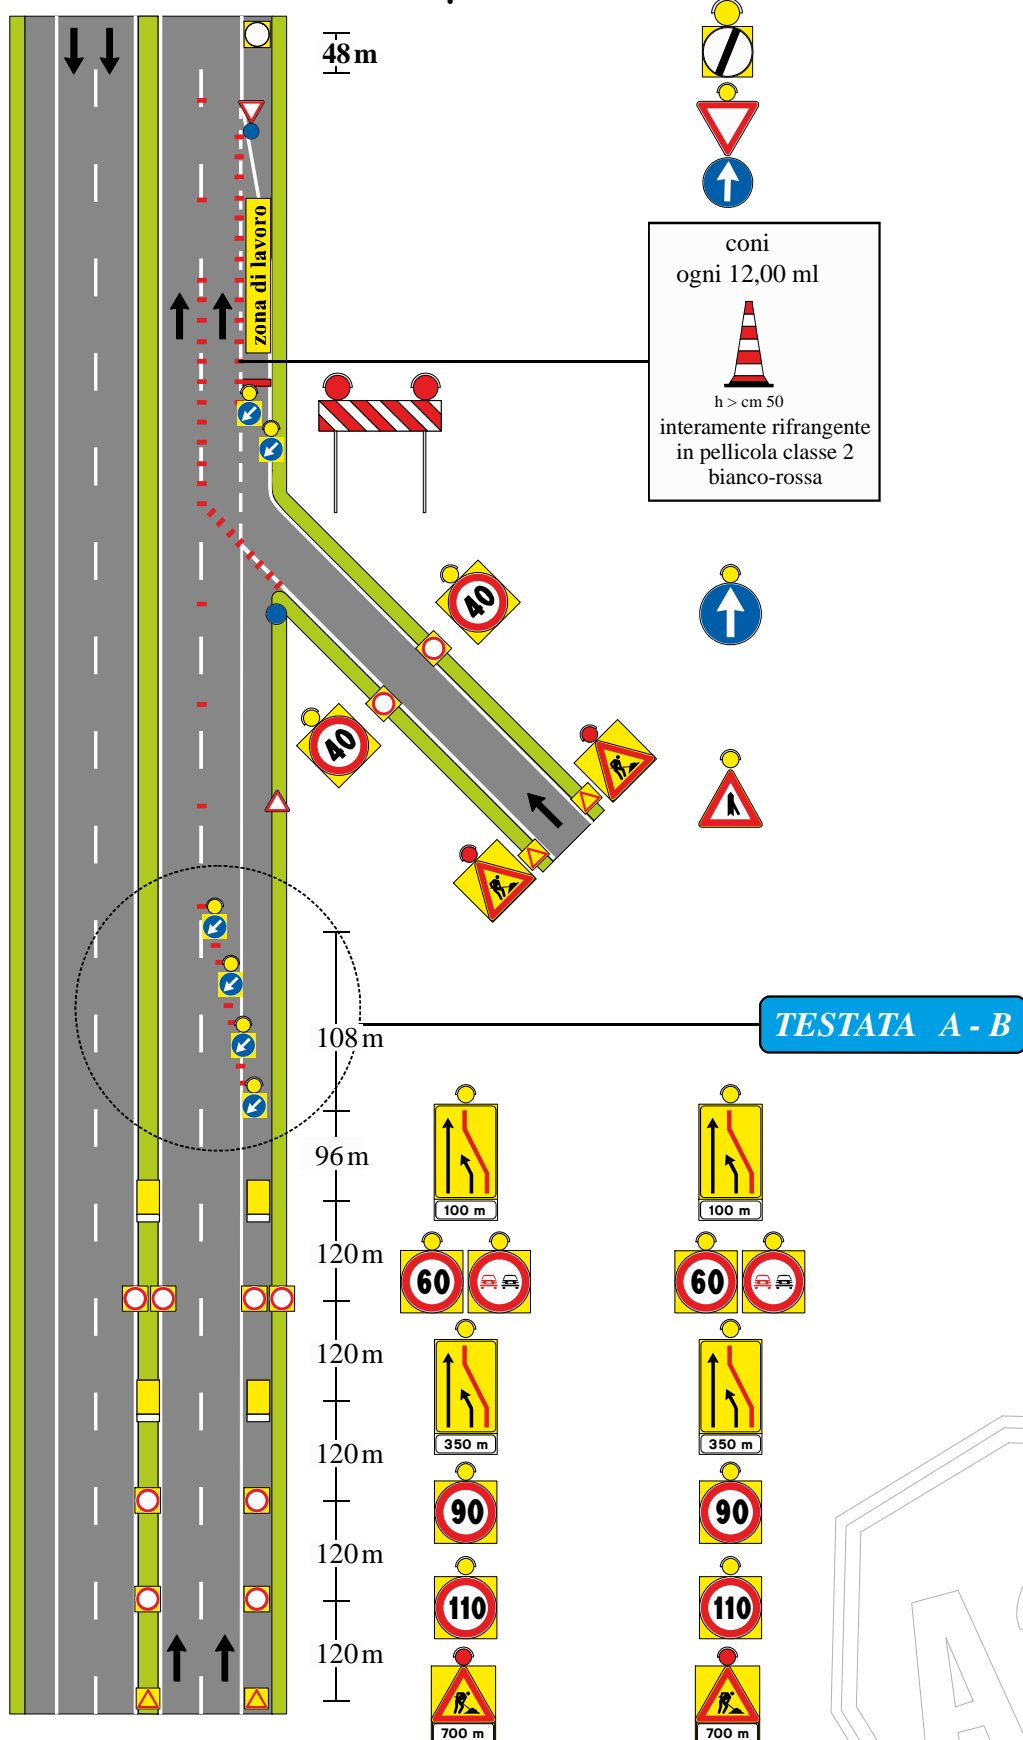 48 m
zona di lavoro
coni
ogni 12,00 ml
h > cm 50
interamente rifrangente
in pellicola classe 2
bianco-rossa
40
40
108 m
TESTATA A - B
96 m
100 m
100 m
120 m
60
60
120 m
350 m
350 m
120 m
90
90
120 m
110
110
120 m
700 m
700 m